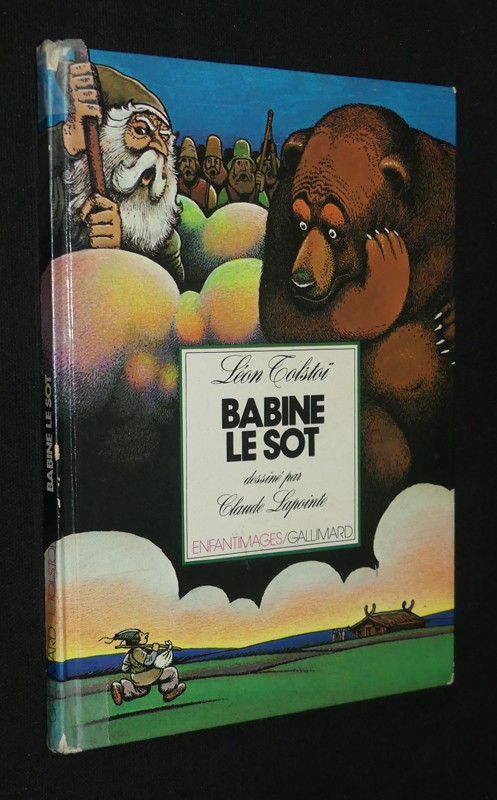 Léon Tolstoï
BABINE
LE SOT
dessiné par
Claude Lapointe
ENFANTIMAGES/GALLIMARD
BABINE LE SOT